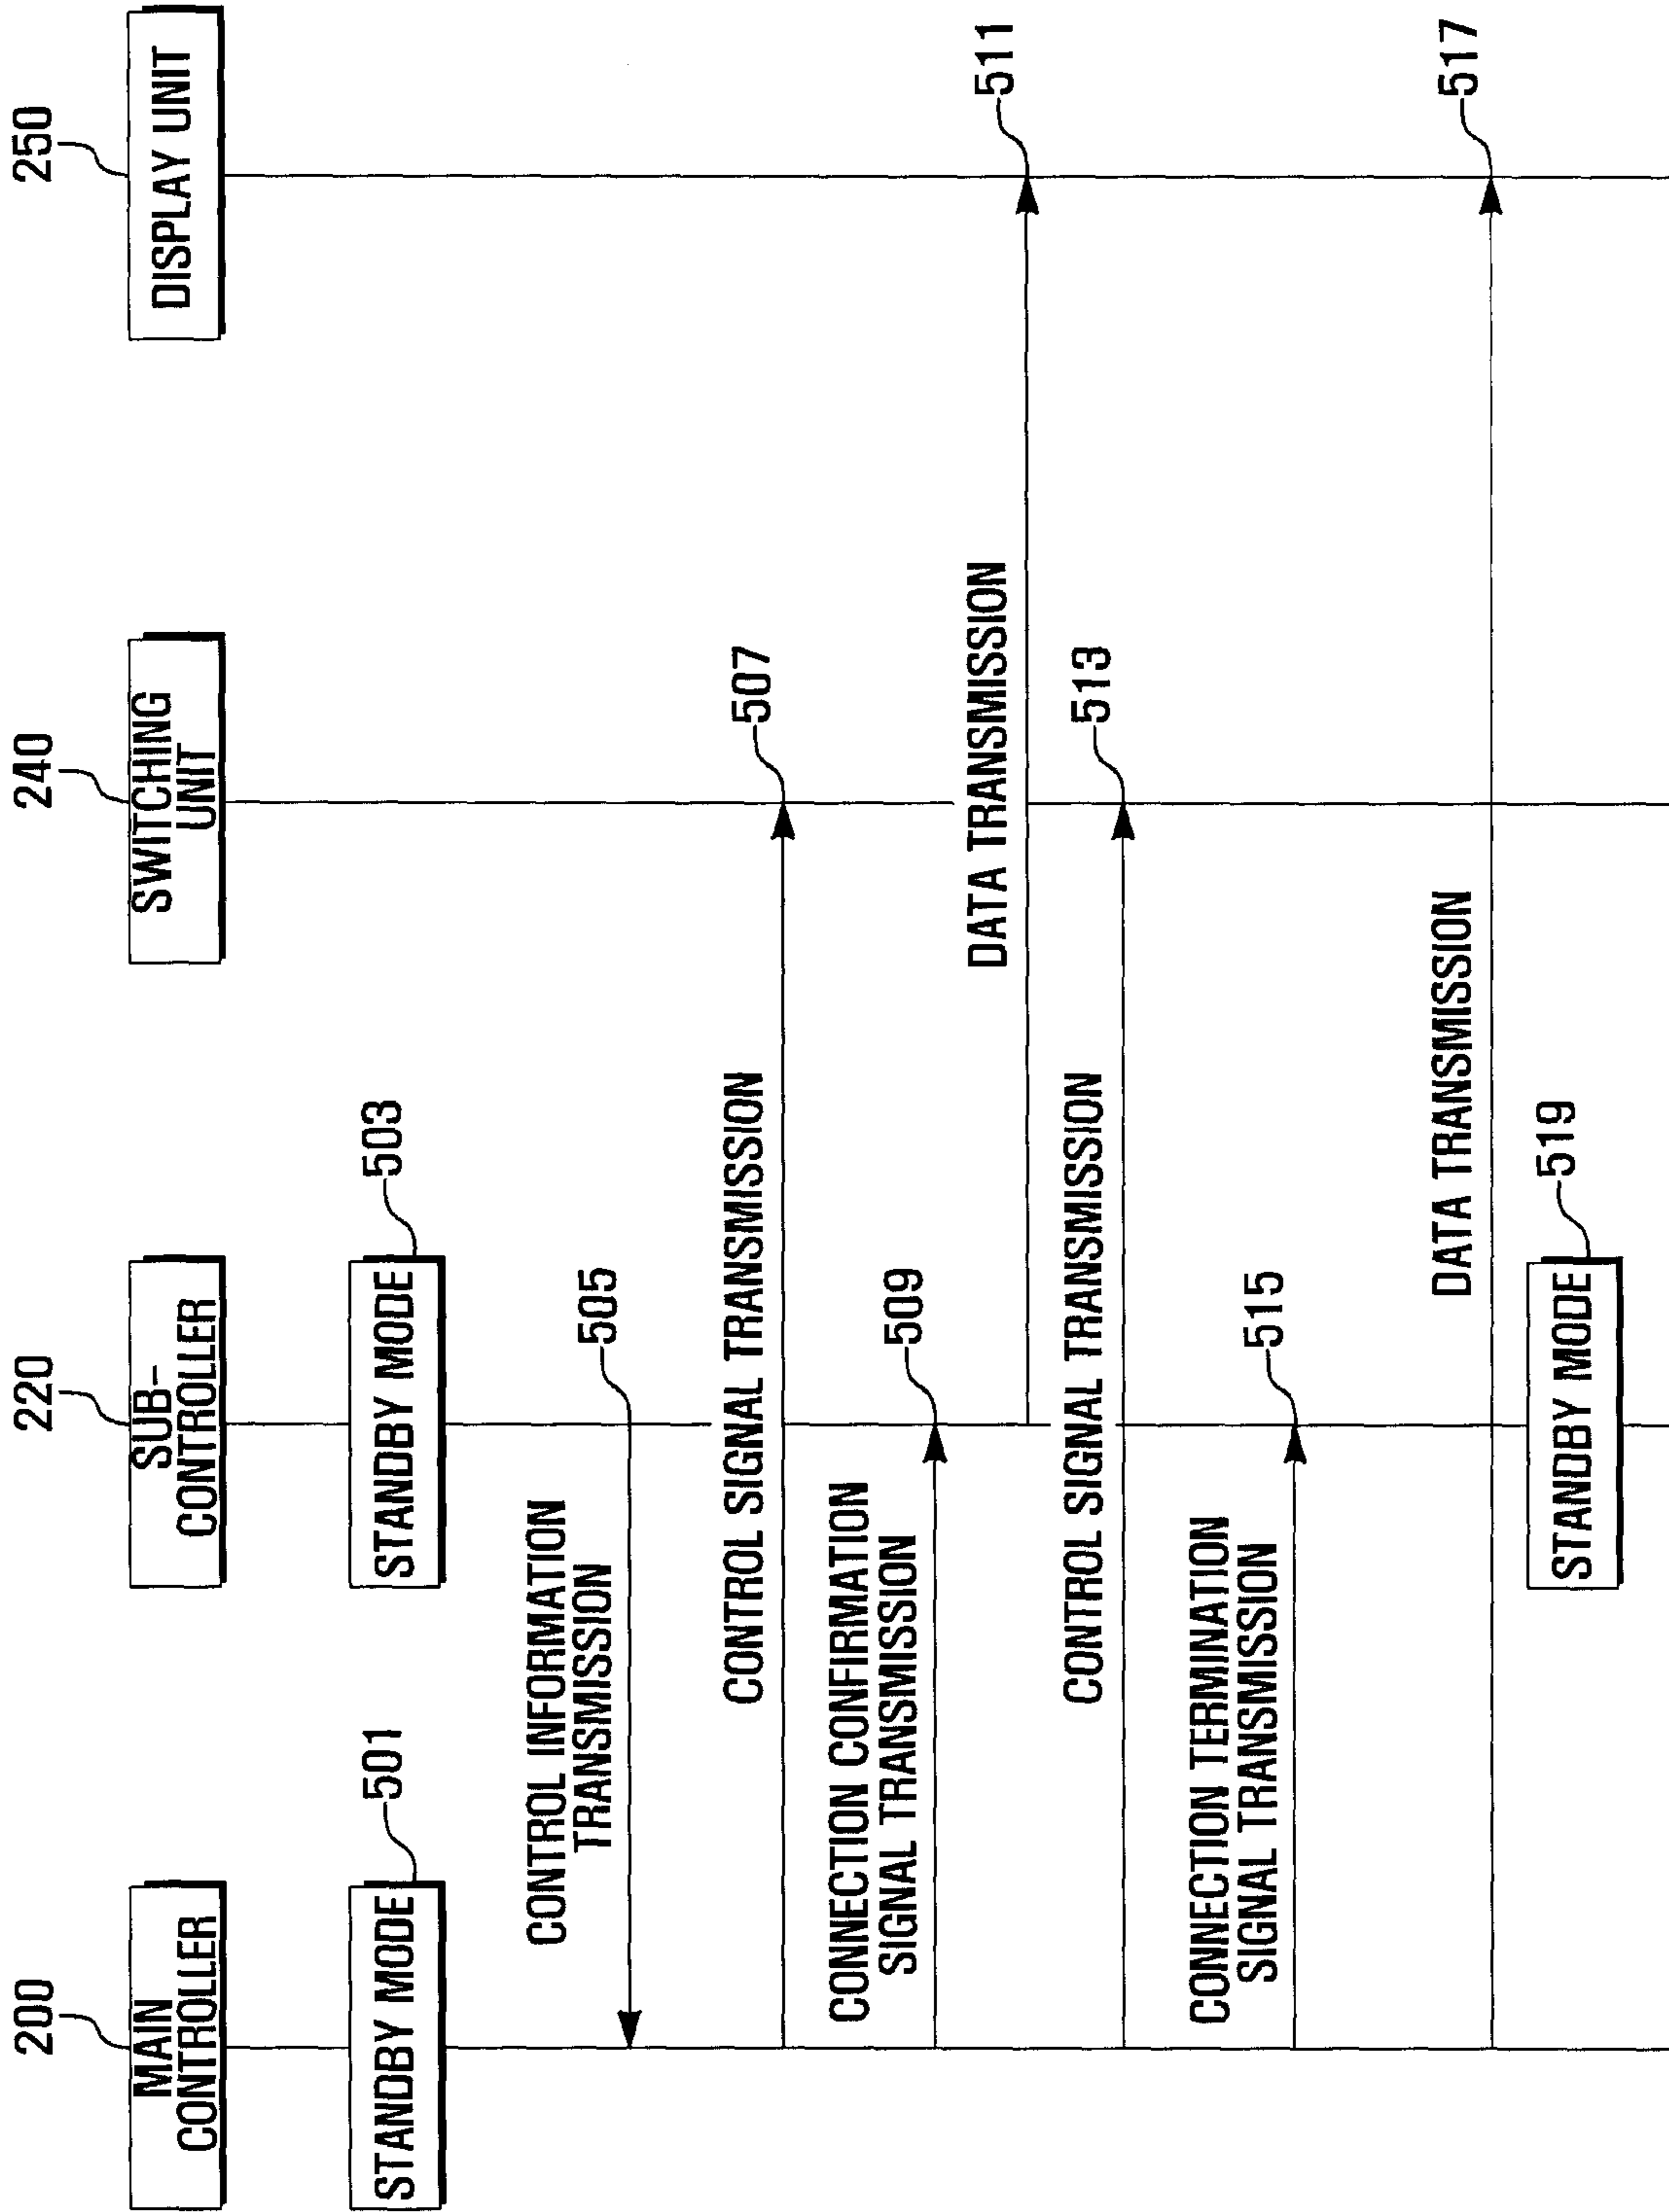 200
220
240
250
MAIN
CONTROLLER
SUB-
CONTROLLER
SWITCHING
UNIT
DISPLAY UNIT
STANDBY MODE
501
STANDBY MODE
503
CONTROL INFORMATION
TRANSMISSION
505
CONTROL SIGNAL TRANSMISSION
507
CONNECTION CONFIRMATION
SIGNAL TRANSMISSION
509
DATA TRANSMISSION
511
CONTROL SIGNAL TRANSMISSION
513
CONNECTION TERMINATION
SIGNAL TRANSMISSION
515
DATA TRANSMISSION
517
STANDBY MODE
519